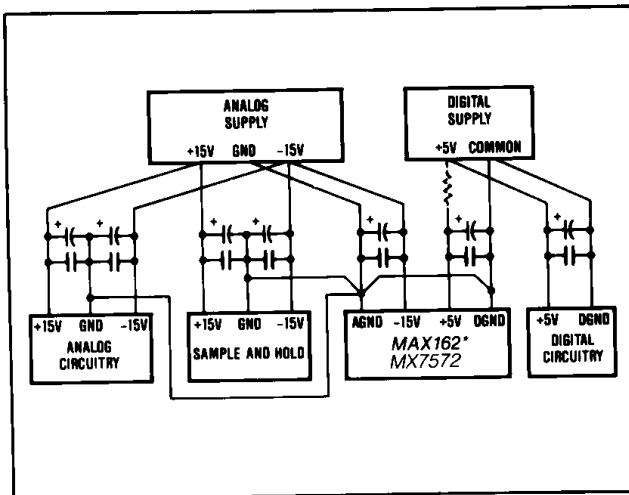 ANALOG
SUPPLY
+15V GND -15V
DIGITAL
SUPPLY
+5V COMMON
+ + + + + + +
+15V GND -15V
ANALOG
CIRCUITRY
+15V GND -15V
SAMPLE AND HOLD
AGND -15V +5V DGND
MAX162*
MX7572
+5V DGND
DIGITAL
CIRCUITRY